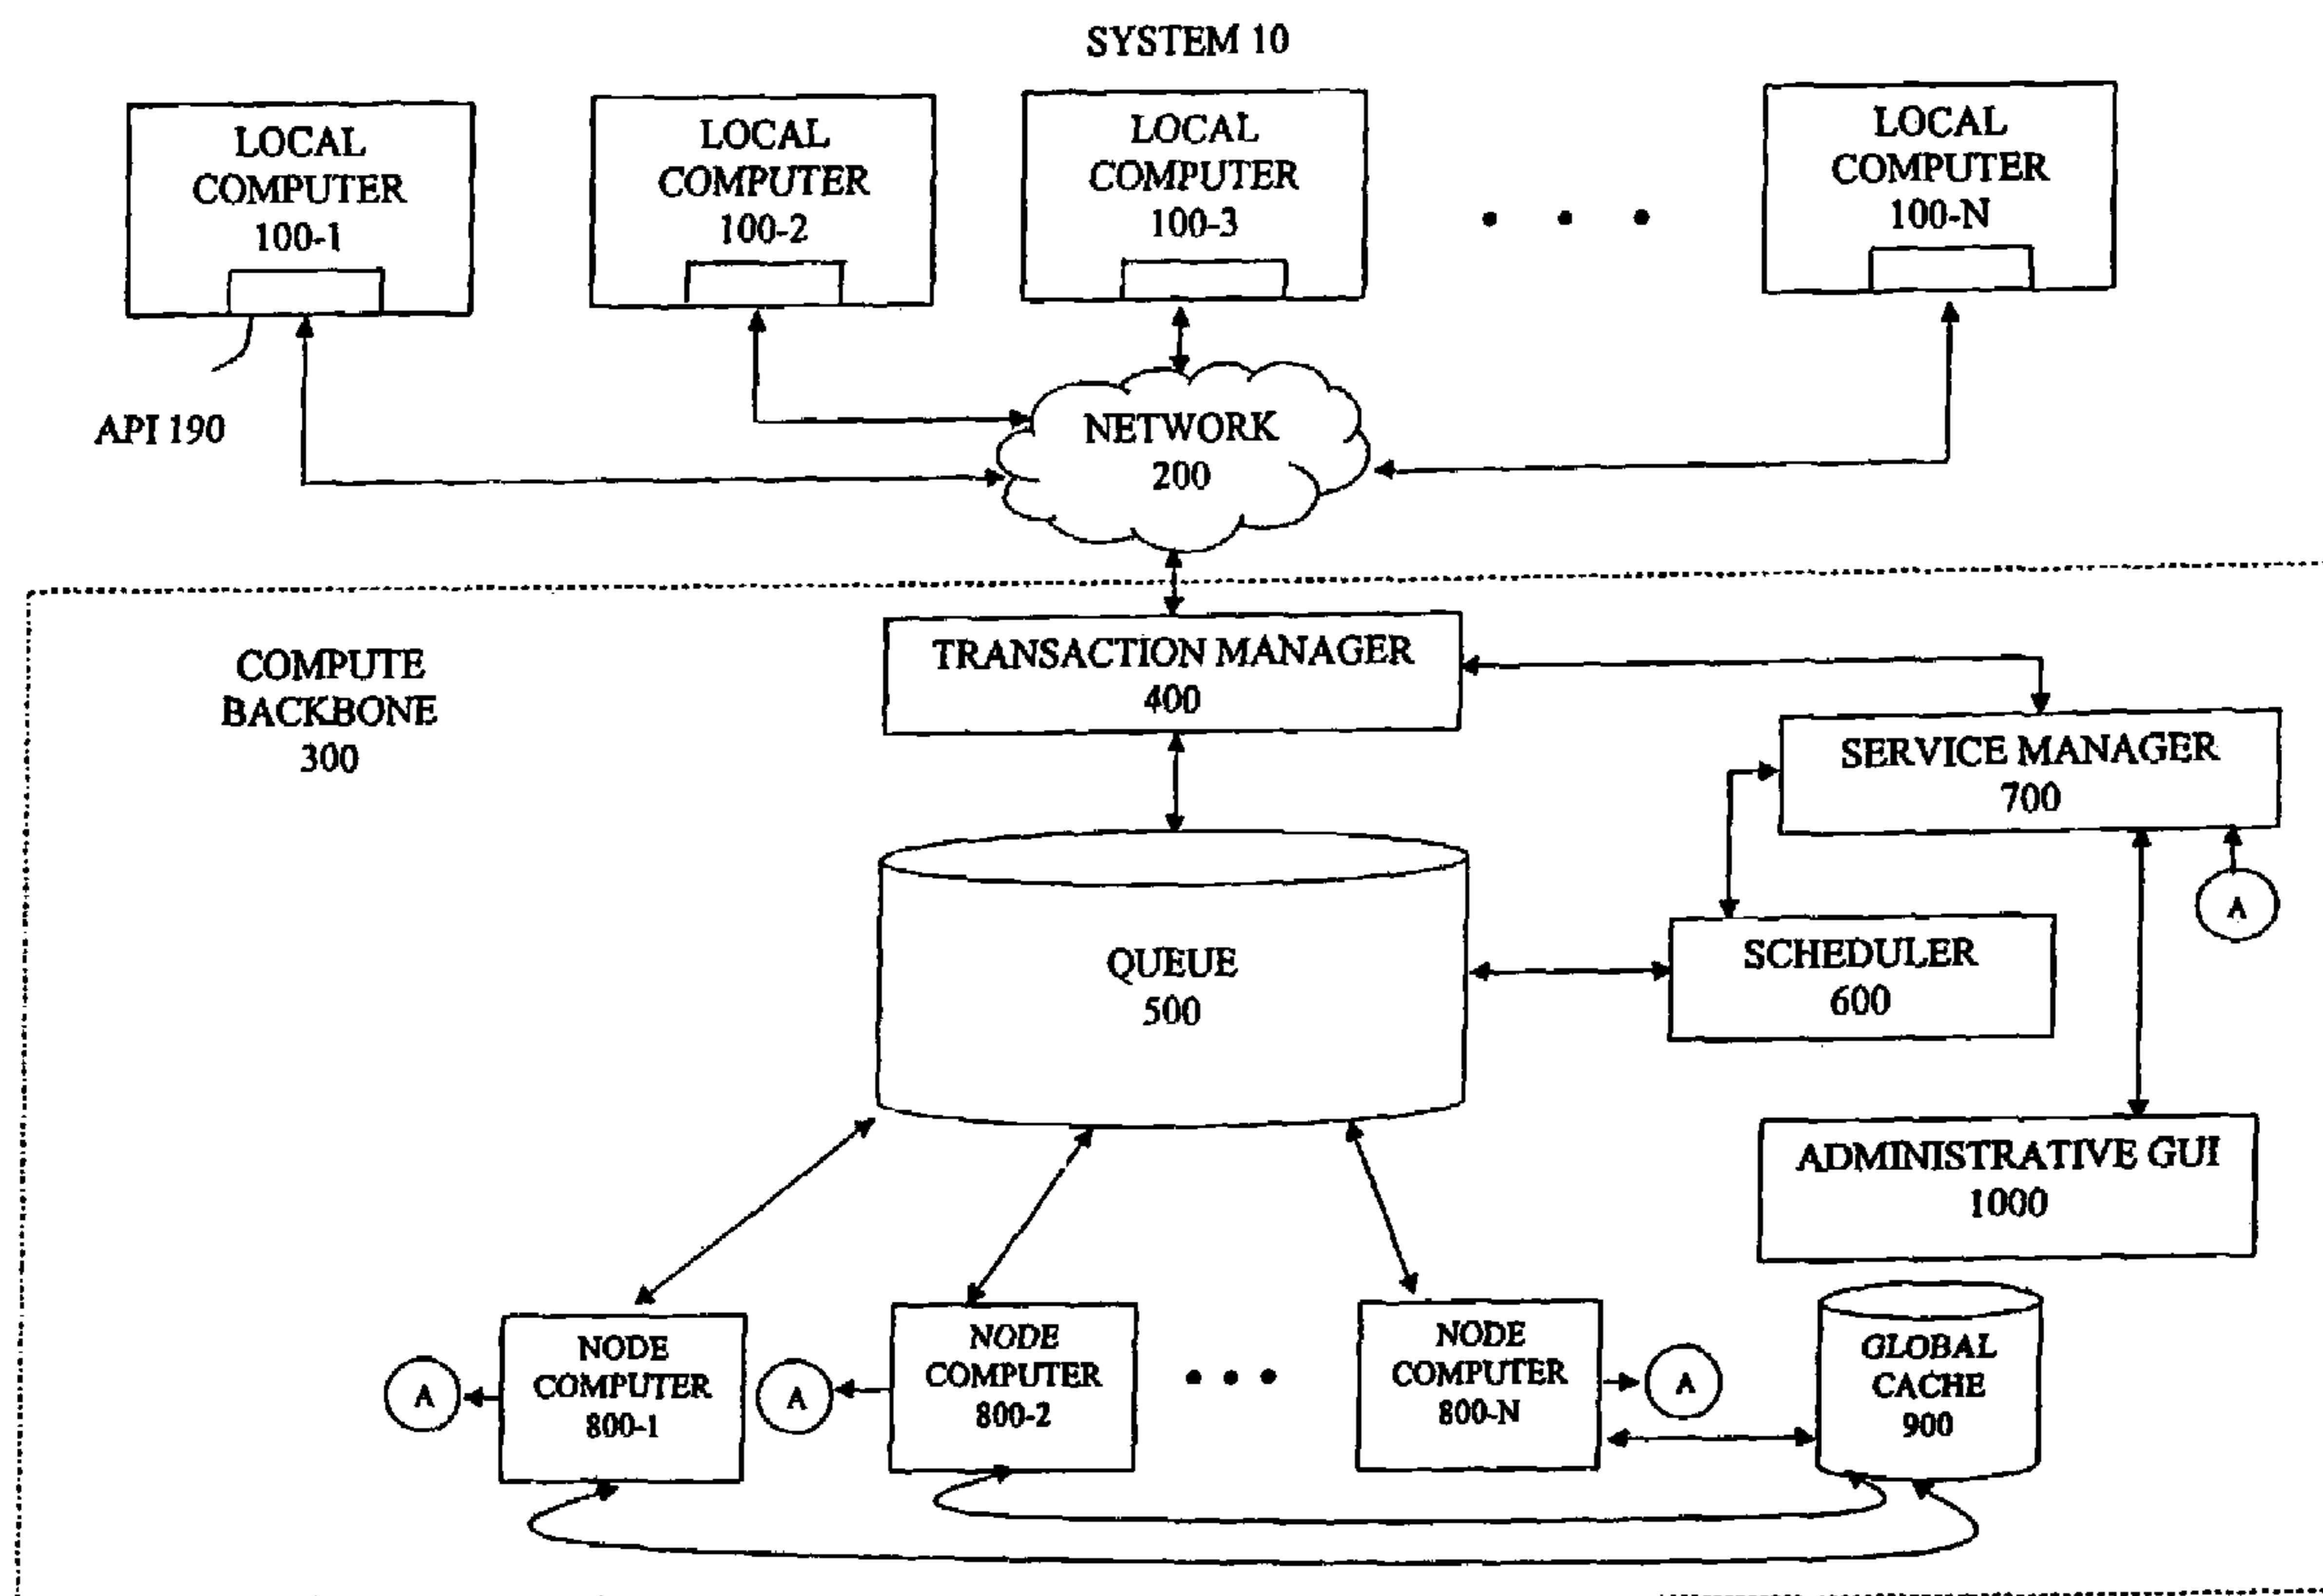 SYSTEM 10
LOCAL
COMPUTER
100-1
LOCAL
COMPUTER
100-2
LOCAL
COMPUTER
100-3
LOCAL
COMPUTER
100-N
API 190
NETWORK
200
COMPUTE
BACKBONE
300
TRANSACTION MANAGER
400
SERVICE MANAGER
700
A
QUEUE
500
SCHEDULER
600
ADMINISTRATIVE GUI
1000
A
NODE
COMPUTER
800-1
A
NODE
COMPUTER
800-2
NODE
COMPUTER
800-N
A
GLOBAL
CACHE
900